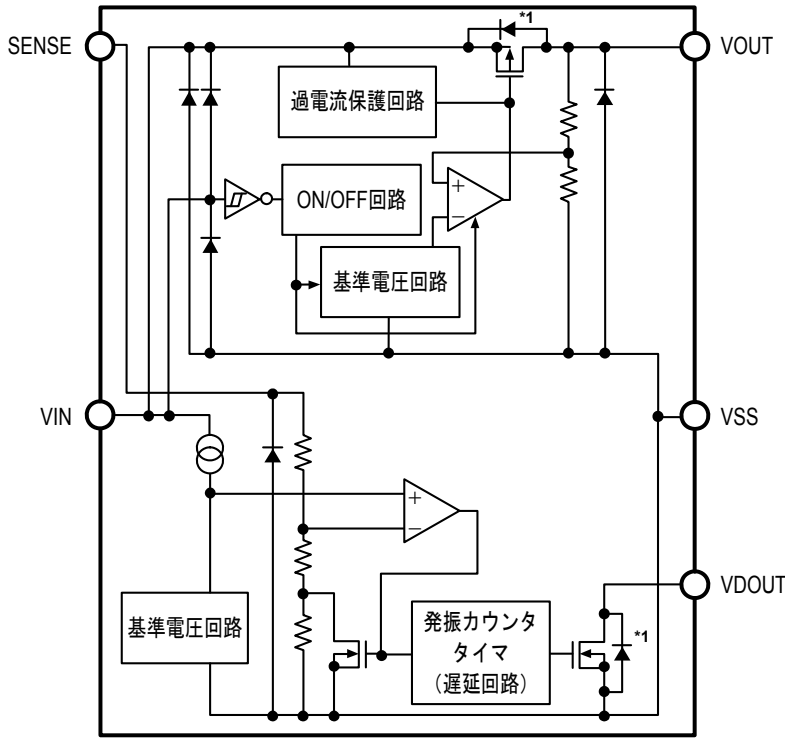 SENSE
*1
VOUT
過電流保護回路
ON/OFF回路
+
−
基準電圧回路
VIN
VSS
+
−
VDOUT
基準電圧回路
発振カウンタ
タイマ
(遅延回路)
*1